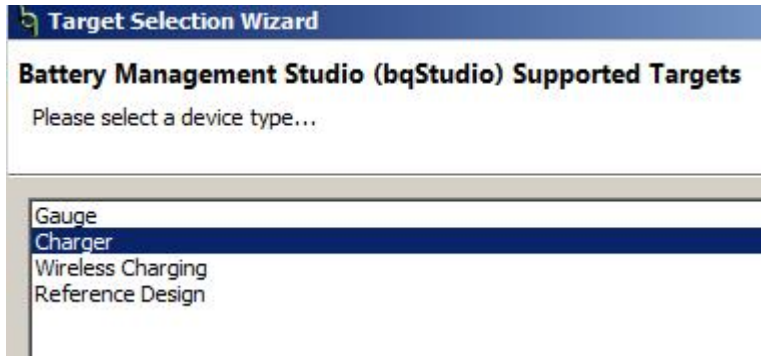 Target Selection Wizard
Battery Management Studio (bqStudio) Supported Targets
Please select a device type...
Gauge
Charger
Wireless Charging
Reference Design